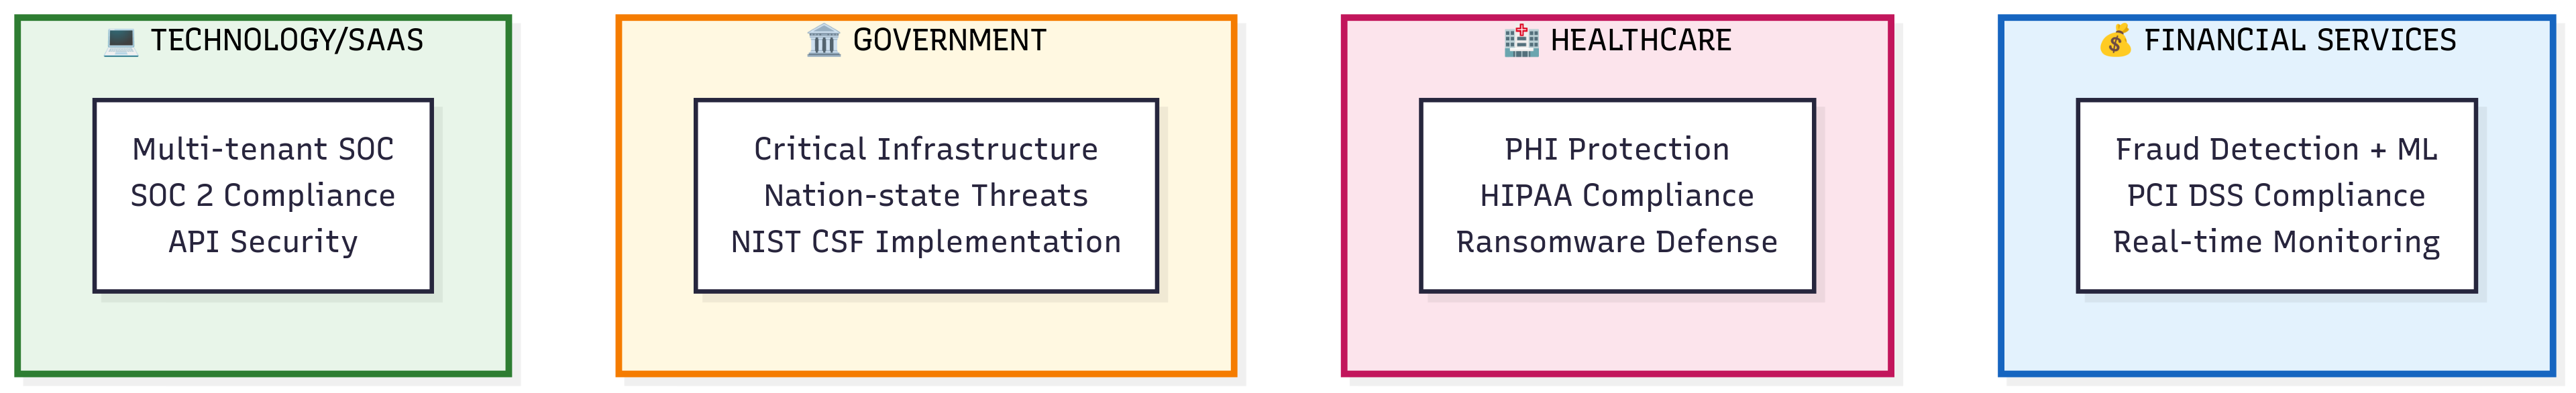 💻 TECHNOLOGY/SAAS
Multi-tenant SOC
SOC 2 Compliance
API Security
🏛️ GOVERNMENT
Critical Infrastructure
Nation-state Threats
NIST CSF Implementation
🏥 HEALTHCARE
PHI Protection
HIPAA Compliance
Ransomware Defense
💰 FINANCIAL SERVICES
Fraud Detection + ML
PCI DSS Compliance
Real-time Monitoring